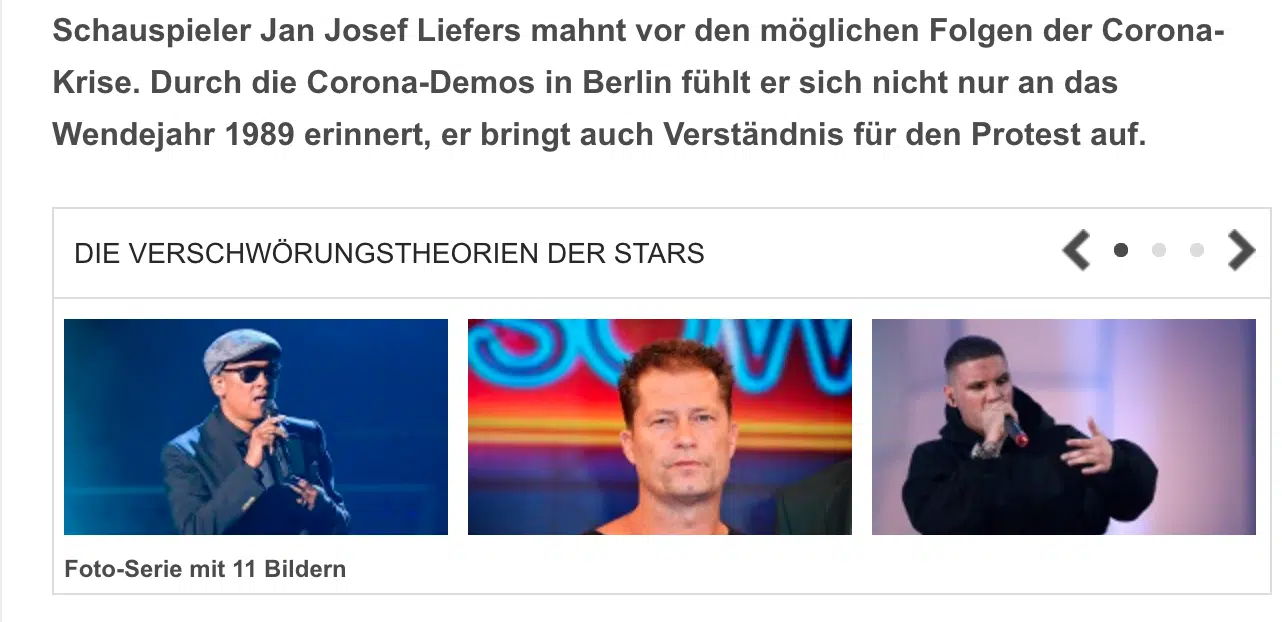 Schauspieler Jan Josef Liefers mahnt vor den möglichen Folgen der Corona-
Krise. Durch die Corona-Demos in Berlin fühlt er sich nicht nur an das
Wendejahr 1989 erinnert, er bringt auch Verständnis für den Protest auf.
DIE VERSCHWÖRUNGSTHEORIEN DER STARS
Foto-Serie mit 11 Bildern